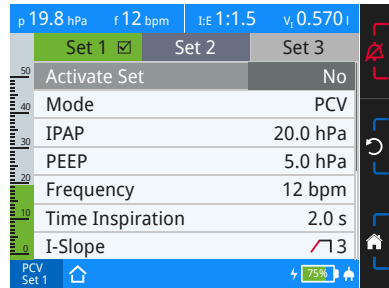 p 19.8 hPa f 12 bpm I:E 1:1.5 Vt 0.570 l
Set 1 ☑ Set 2 Set 3
50
Activate Set No
40
Mode PCV
IPAP 20.0 hPa
30
PEEP 5.0 hPa
20
Frequency 12 bpm
10
Time Inspiration 2.0 s
0
I-Slope 3
PCV
Set 1
75%